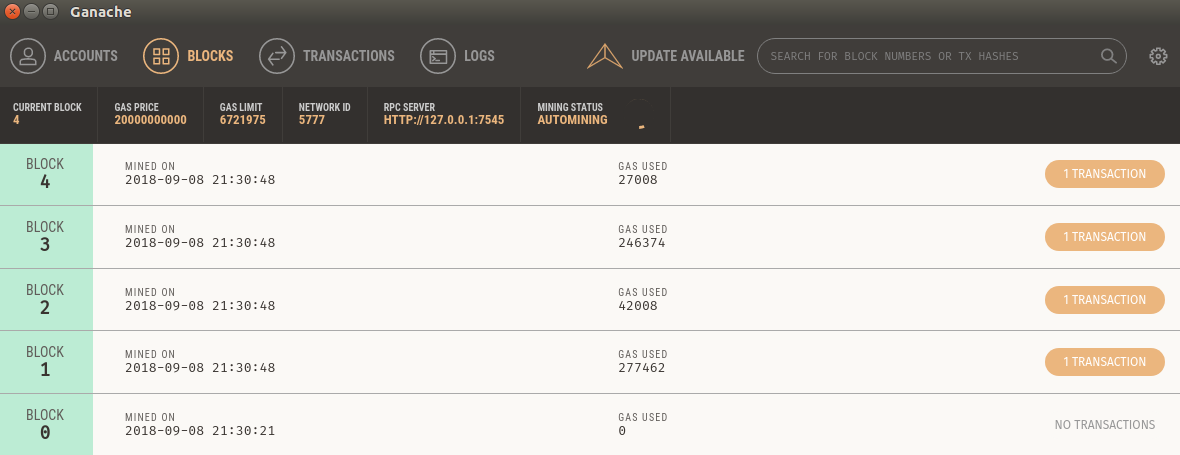 Ganache
ACCOUNTS BLOCKS TRANSACTIONS LOGS UPDATE AVAILABLE SEARCH FOR BLOCK NUMBERS OR TX HASHES
CURRENT BLOCK GAS PRICE GAS LIMIT NETWORK ID RPC SERVER MINING STATUS
4 20000000000 6721975 5777 HTTP://127.0.0.1:7545 AUTOMINING
BLOCK MINED ON GAS USED
4 2018-09-08 21:30:48 27008 1 TRANSACTION
BLOCK MINED ON GAS USED
3 2018-09-08 21:30:48 246374 1 TRANSACTION
BLOCK MINED ON GAS USED
2 2018-09-08 21:30:48 42008 1 TRANSACTION
BLOCK MINED ON GAS USED
1 2018-09-08 21:30:48 277462 1 TRANSACTION
BLOCK MINED ON GAS USED
0 2018-09-08 21:30:21 0 NO TRANSACTIONS